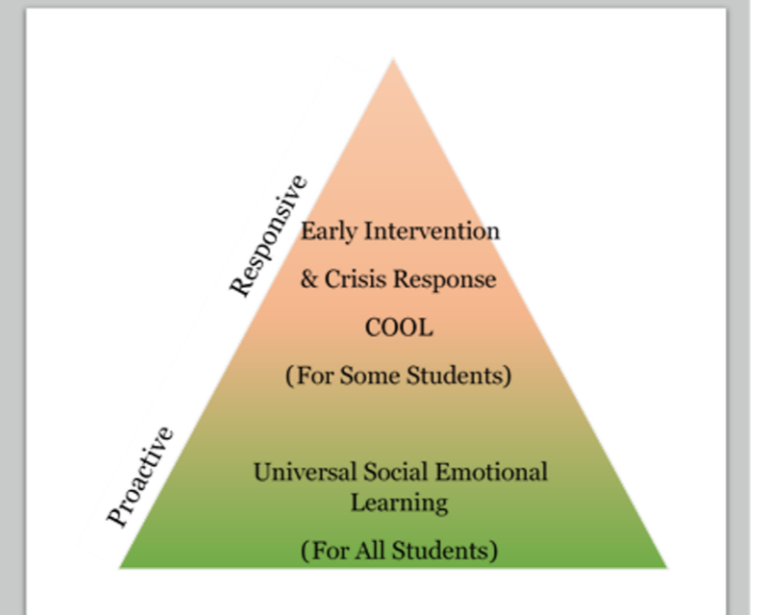 Responsive
Early Intervention
& Crisis Response
COOL
(For Some Students)
Proactive
Universal Social Emotional
Learning
(For All Students)